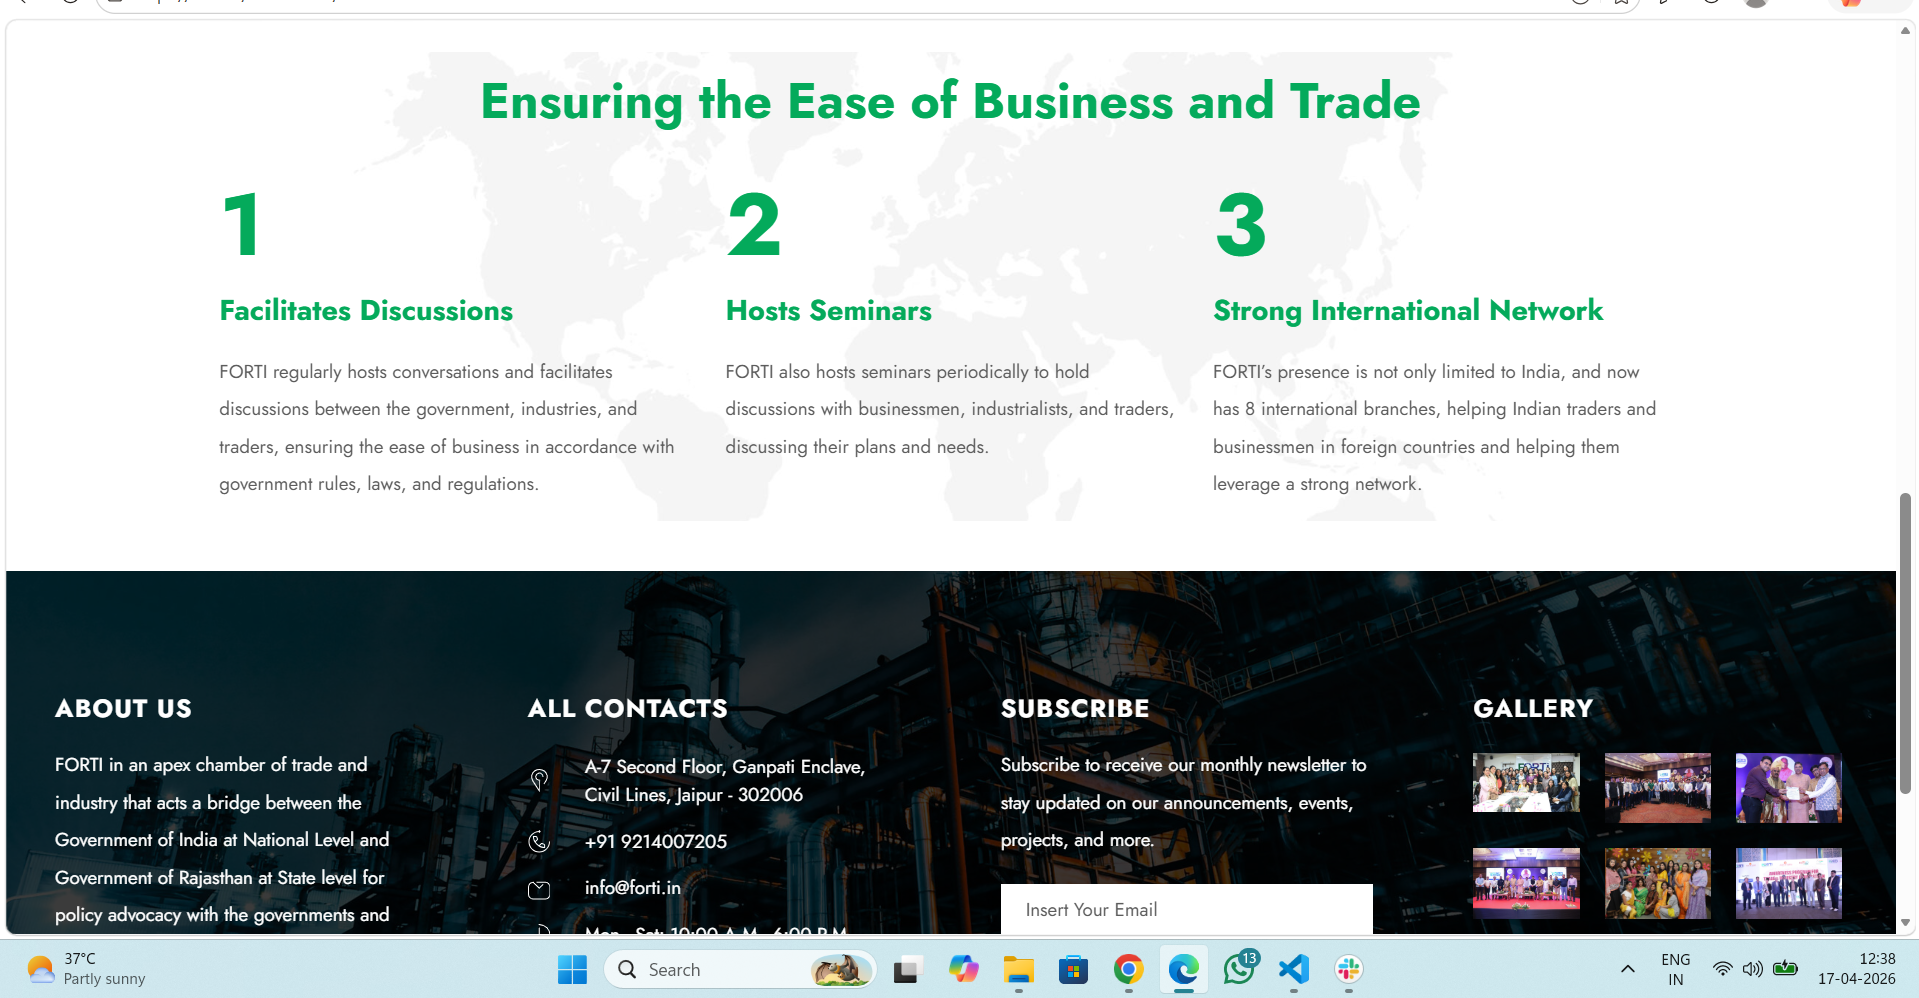 Ensuring the Ease of Business and Trade
1
Facilitates Discussions
FORTI regularly hosts conversations and facilitates
discussions between the government, industries, and
traders, ensuring the ease of business in accordance with
government rules, laws, and regulations.
2
Hosts Seminars
FORTI also hosts seminars periodically to hold
discussions with businessmen, industrialists, and traders,
discussing their plans and needs.
3
Strong International Network
FORTI's presence is not only limited to India, and now
has 8 international branches, helping Indian traders and
businessmen in foreign countries and helping them
leverage a strong network.
ABOUT US
FORTI in an apex chamber of trade and
industry that acts a bridge between the
Government of India at National Level and
Government of Rajasthan at State level for
policy advocacy with the governments and
ALL CONTACTS
A-7 Second Floor, Ganpati Enclave,
Civil Lines, Jaipur - 302006
+91 9214007205
info@forti.in
Mon - Sat: 10:00 A.M - 6:00 P.M
SUBSCRIBE
Subscribe to receive our monthly newsletter to
stay updated on our announcements, events,
projects, and more.
Insert Your Email
GALLERY
FORTI
37°C
Partly sunny
Search
13
ENG
IN
12:38
17-04-2026